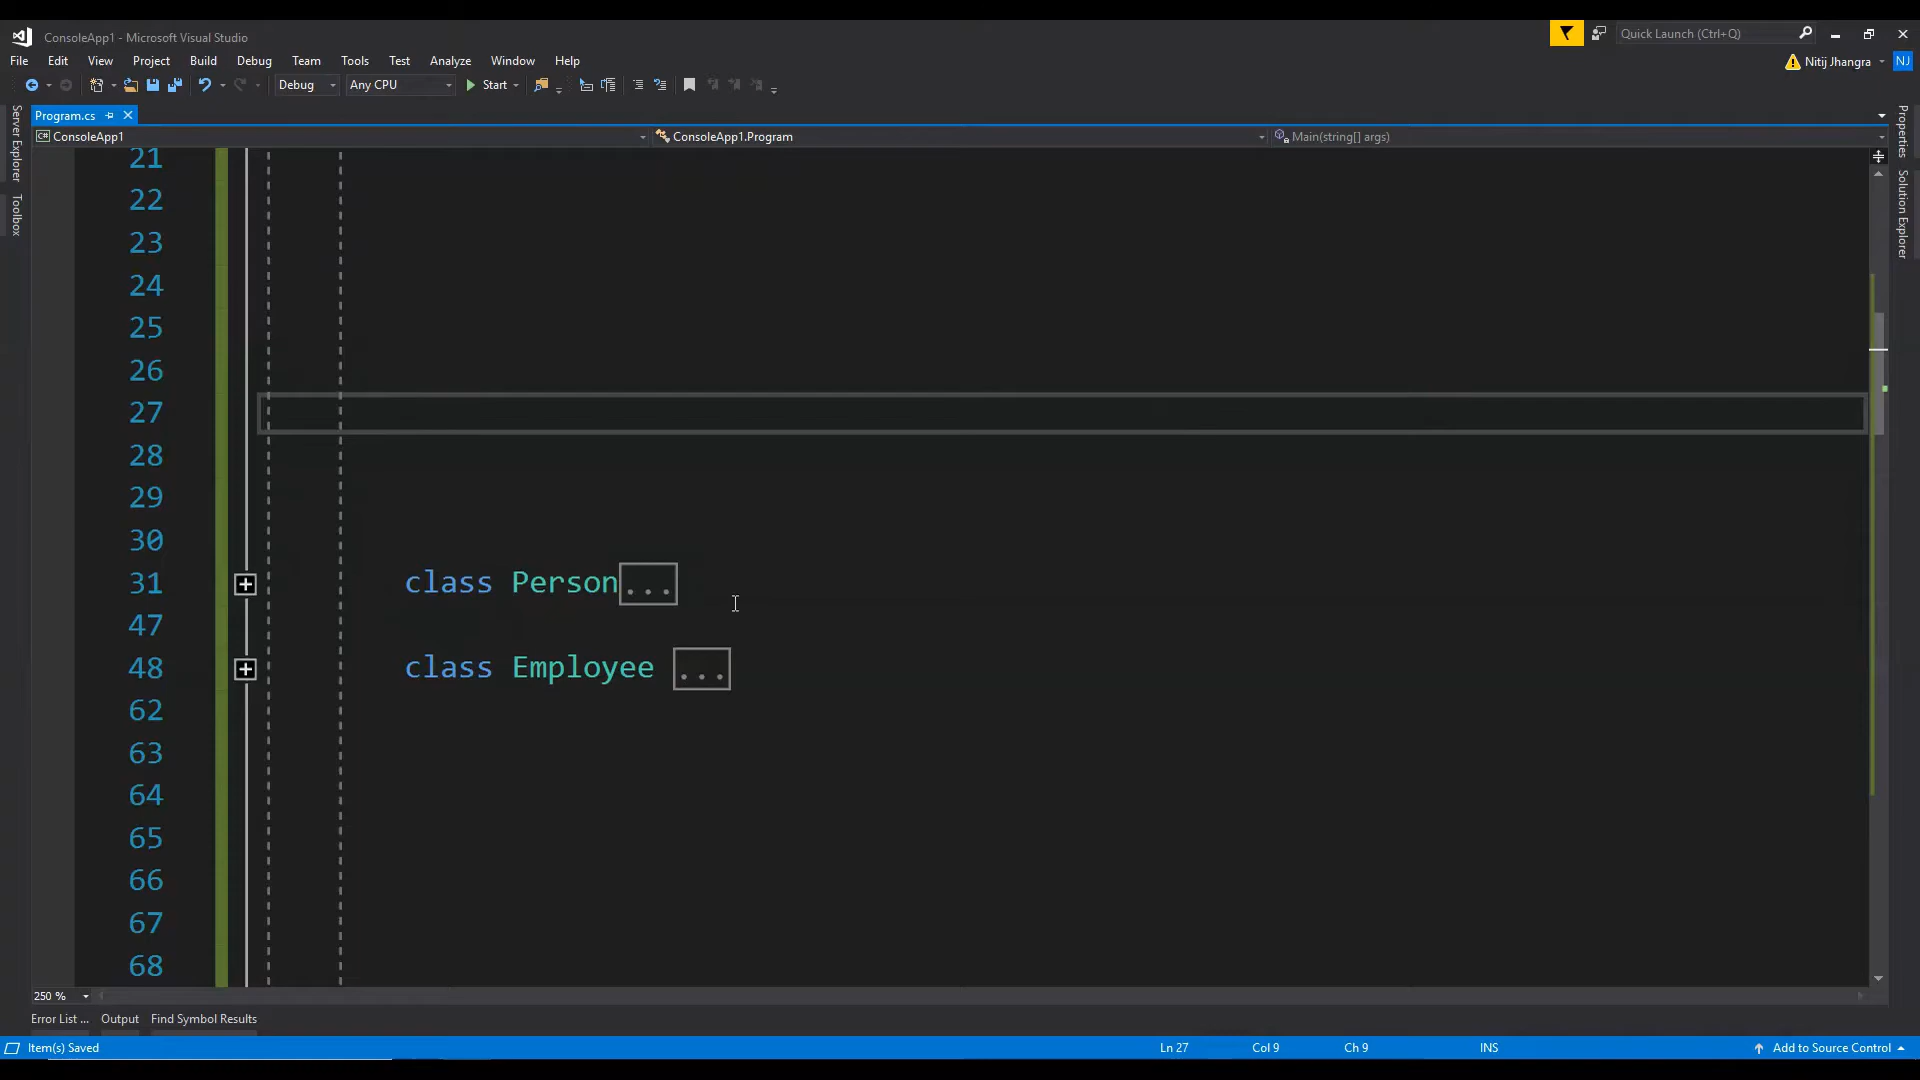 ConsoleApp1 - Microsoft Visual Studio
Quick Launch (Ctrl+Q)
File Edit View Project Build Debug Team Tools Test Analyze Window Help
Nitij Jhangra NJ
Debug Any CPU Start
Server Explorer
Toolbox
Program.cs
Properties
Solution Explorer
C# ConsoleApp1 ConsoleApp1.Program Main(string[] args)
21
22
23
24
25
26
27
28
29
30
31 class Person...
47
48 class Employee ...
62
63
64
65
66
67
68
250 %
Error List ... Output Find Symbol Results
Item(s) Saved Ln 27 Col 9 Ch 9 INS Add to Source Control